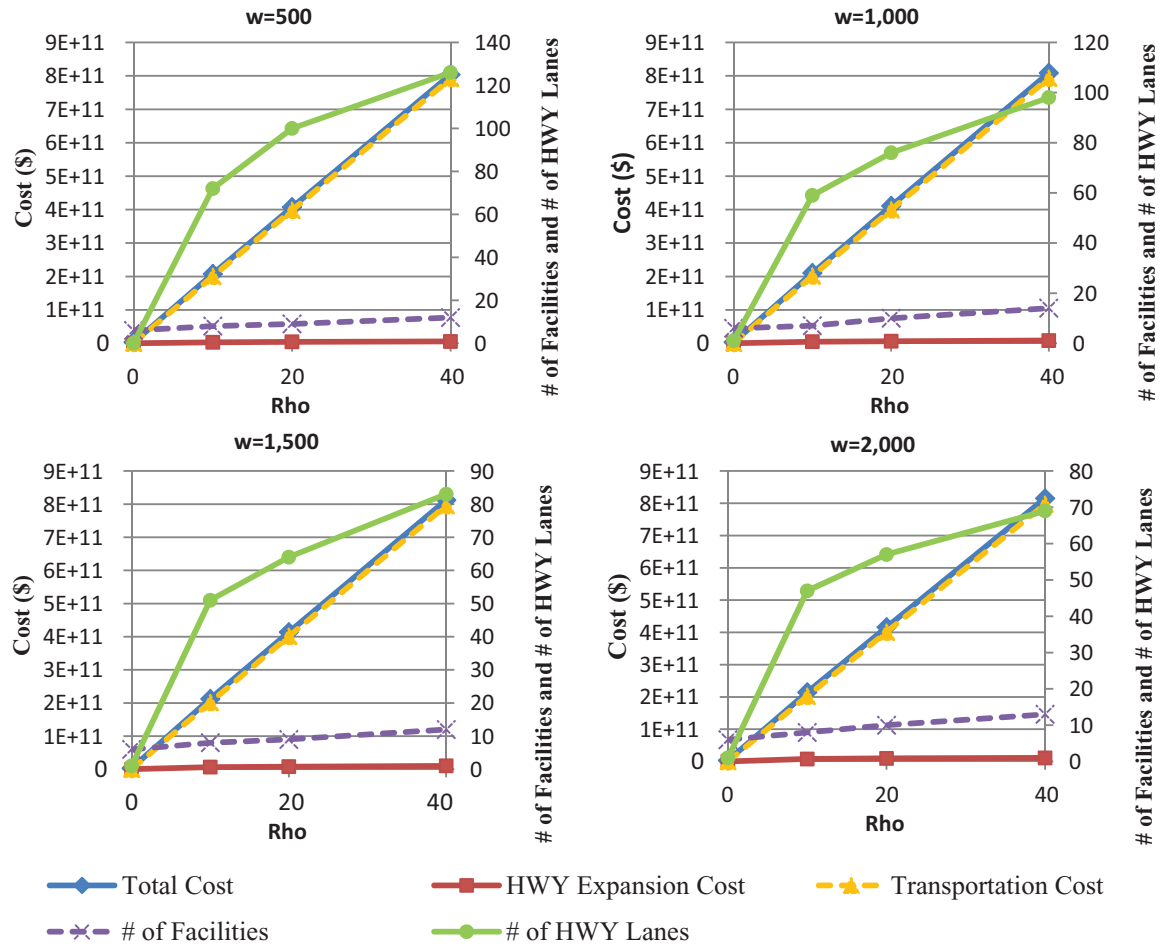 w=500
9E+11
8E+11
7E+11
6E+11
5E+11
4E+11
3E+11
2E+11
1E+11
0
140
120
100
80
60
40
20
0
0 20 40
Rho
Cost ($)
# of Facilities and # of HWY Lanes
w=1,000
9E+11
8E+11
7E+11
6E+11
5E+11
4E+11
3E+11
2E+11
1E+11
0
120
100
80
60
40
20
0
0 20 40
Rho
Cost ($)
# of Facilities and # of HWY Lanes
w=1,500
9E+11
8E+11
7E+11
6E+11
5E+11
4E+11
3E+11
2E+11
1E+11
0
90
80
70
60
50
40
30
20
10
0
0 20 40
Rho
Cost ($)
# of Facilities and # of HWY Lanes
w=2,000
9E+11
8E+11
7E+11
6E+11
5E+11
4E+11
3E+11
2E+11
1E+11
0
80
70
60
50
40
30
20
10
0
0 20 40
Rho
Cost ($)
# of Facilities and # of HWY Lanes
Total Cost HWY Expansion Cost Transportation Cost
# of Facilities # of HWY Lanes